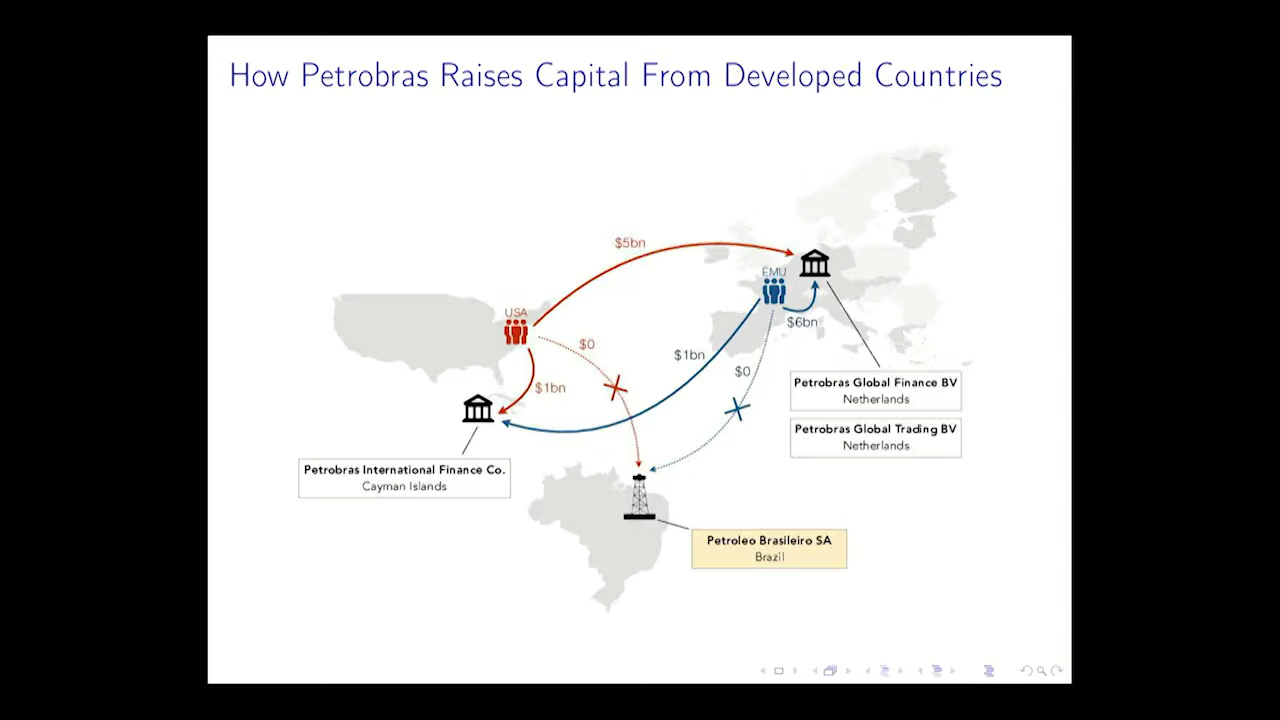 How Petrobras Raises Capital From Developed Countries
$5bn
EMU
USA
$6bn
$0
$1bn
$0
$1bn
Petrobras Global Finance BV
Netherlands
Petrobras Global Trading BV
Netherlands
Petrobras International Finance Co.
Cayman Islands
Petroleo Brasileiro SA
Brazil